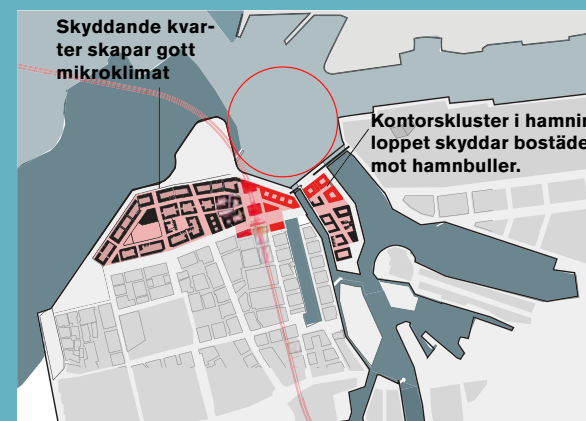 Skyddande kvar-
ter skapar gott
mikroklimat
Kontorskluster i hamnin
loppet skyddar bostäde
mot hamnbuller.